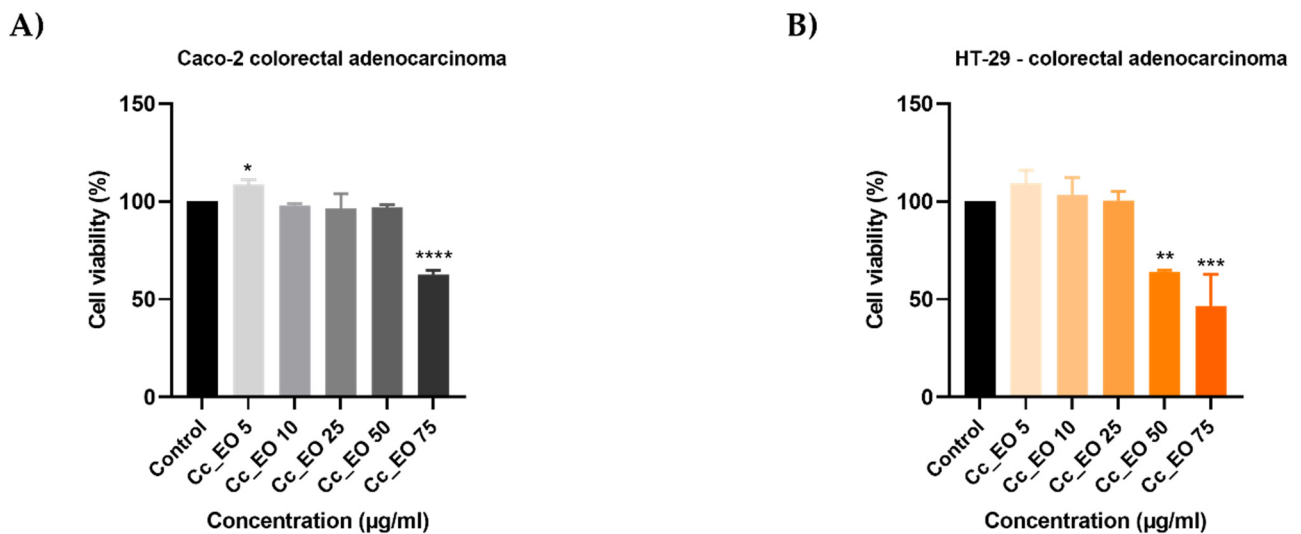 A)
Caco-2 colorectal adenocarcinoma
150
100
50
0
Cell viability (%)
*
****
Control
Cc_EO 5
Cc_EO 10
Cc_EO 25
Cc_EO 50
Cc_EO 75
Concentration (µg/ml)
B)
HT-29 - colorectal adenocarcinoma
150
100
50
0
Cell viability (%)
**
***
Control
Cc_EO 5
Cc_EO 10
Cc_EO 25
Cc_EO 50
Cc_EO 75
Concentration (µg/ml)